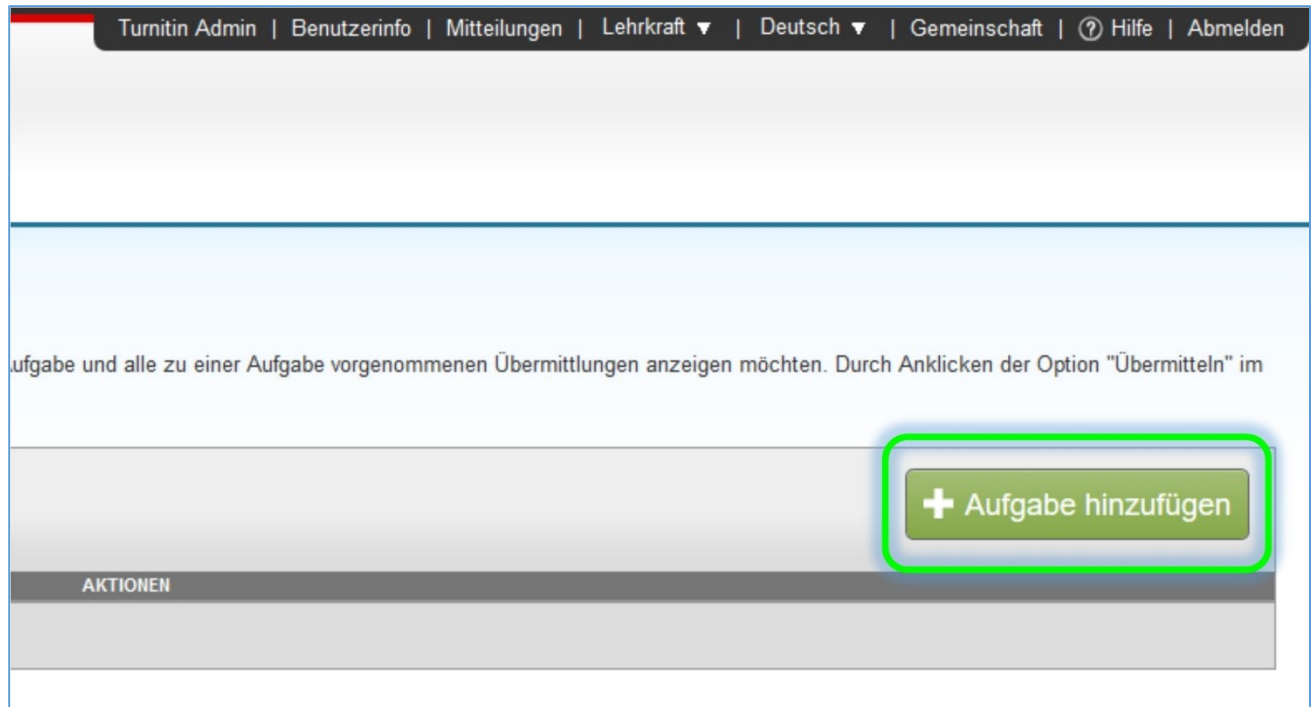 Turnitin Admin | Benutzerinfo | Mitteilungen | Lehrkraft ▼ | Deutsch ▼ | Gemeinschaft | ? Hilfe | Abmelden
ufgabe und alle zu einer Aufgabe vorgenommenen Übermittlungen anzeigen möchten. Durch Anklicken der Option "Übermitteln" im
Aufgabe hinzufügen
AKTIONEN